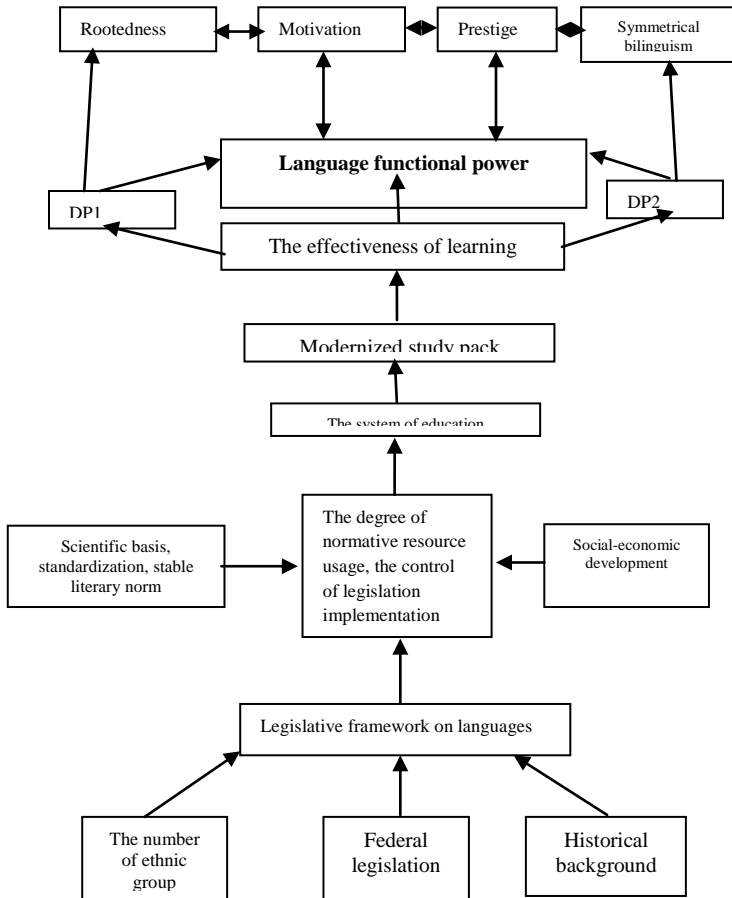 Rootedness
Motivation
Prestige
Symmetrical
bilinguism
Language functional power
DP1
DP2
The effectiveness of learning
Modernized study pack
The system of education
The degree of
normative resource
usage, the control
of legislation
implementation
Scientific basis,
standardization, stable
literary norm
Social-economic
development
Legislative framework on languages
The number
of ethnic
group
Federal
legislation
Historical
background